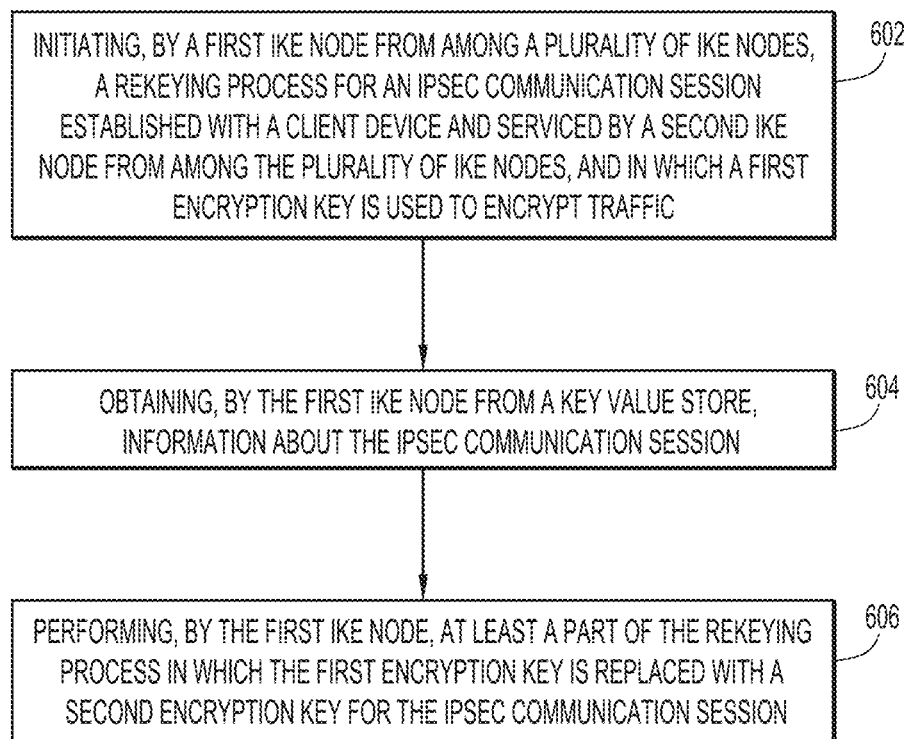 INITIATING, BY A FIRST IKE NODE FROM AMONG A PLURALITY OF IKE NODES,
A REKEYING PROCESS FOR AN IPSEC COMMUNICATION SESSION
ESTABLISHED WITH A CLIENT DEVICE AND SERVICED BY A SECOND IKE
NODE FROM AMONG THE PLURALITY OF IKE NODES, AND IN WHICH A FIRST
ENCRYPTION KEY IS USED TO ENCRYPT TRAFFIC
602
OBTAINING, BY THE FIRST IKE NODE FROM A KEY VALUE STORE,
INFORMATION ABOUT THE IPSEC COMMUNICATION SESSION
604
PERFORMING, BY THE FIRST IKE NODE, AT LEAST A PART OF THE REKEYING
PROCESS IN WHICH THE FIRST ENCRYPTION KEY IS REPLACED WITH A
SECOND ENCRYPTION KEY FOR THE IPSEC COMMUNICATION SESSION
606